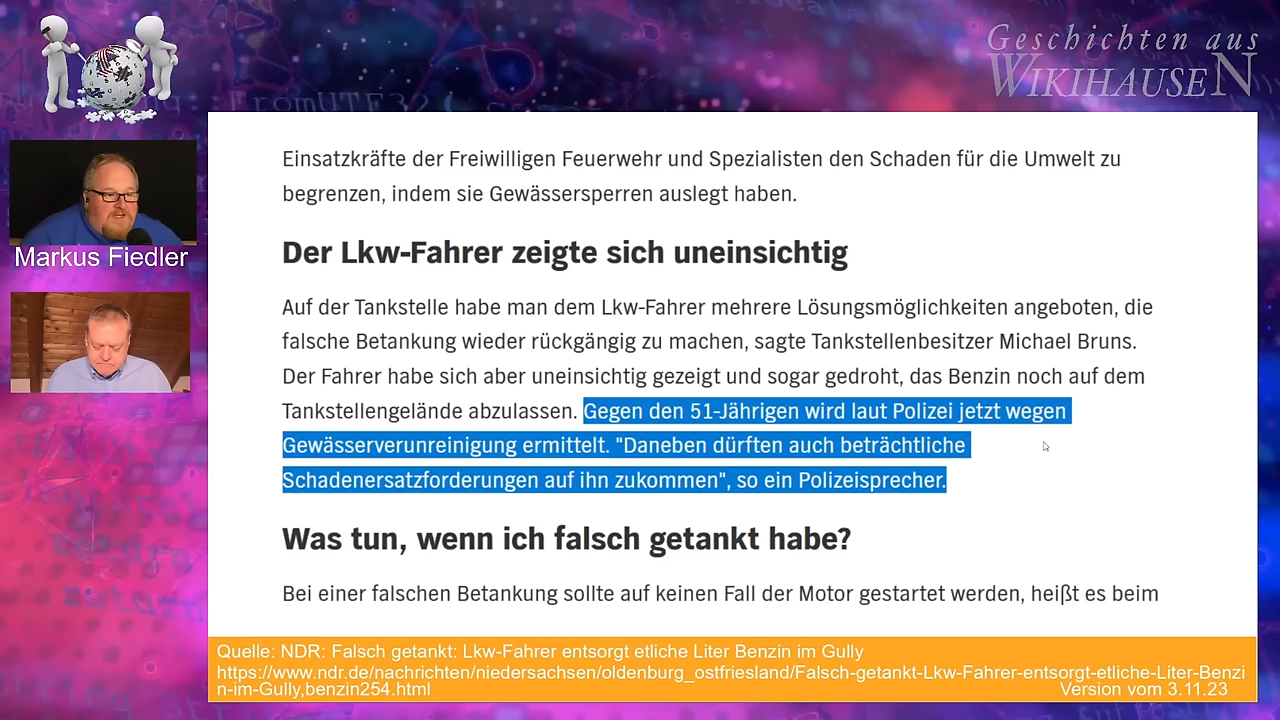 Geschichten aus
WIKIHAUSEN
Einsatzkräfte der Freiwilligen Feuerwehr und Spezialisten den Schaden für die Umwelt zu
begrenzen, indem sie Gewässersperren auslegt haben.
Markus Fiedler
Der Lkw-Fahrer zeigte sich uneinsichtig
Auf der Tankstelle habe man dem Lkw-Fahrer mehrere Lösungsmöglichkeiten angeboten, die
falsche Betankung wieder rückgängig zu machen, sagte Tankstellenbesitzer Michael Bruns.
Der Fahrer habe sich aber uneinsichtig gezeigt und sogar gedroht, das Benzin noch auf dem
Tankstellengelände abzulassen. Gegen den 51-Jährigen wird laut Polizei jetzt wegen
Gewässerverunreinigung ermittelt. "Daneben dürften auch beträchtliche
Schadenersatzforderungen auf ihn zukommen", so ein Polizeisprecher.
Was tun, wenn ich falsch getankt habe?
Bei einer falschen Betankung sollte auf keinen Fall der Motor gestartet werden, heißt es beim
Quelle: NDR: Falsch getankt: Lkw-Fahrer entsorgt etliche Liter Benzin im Gully
https://www.ndr.de/nachrichten/niedersachsen/oldenburg_ostfriesland/Falsch-getankt-Lkw-Fahrer-entsorgt-etliche-Liter-Benzi
n-im-Gully,benzin254.html
Version vom 3.11.23